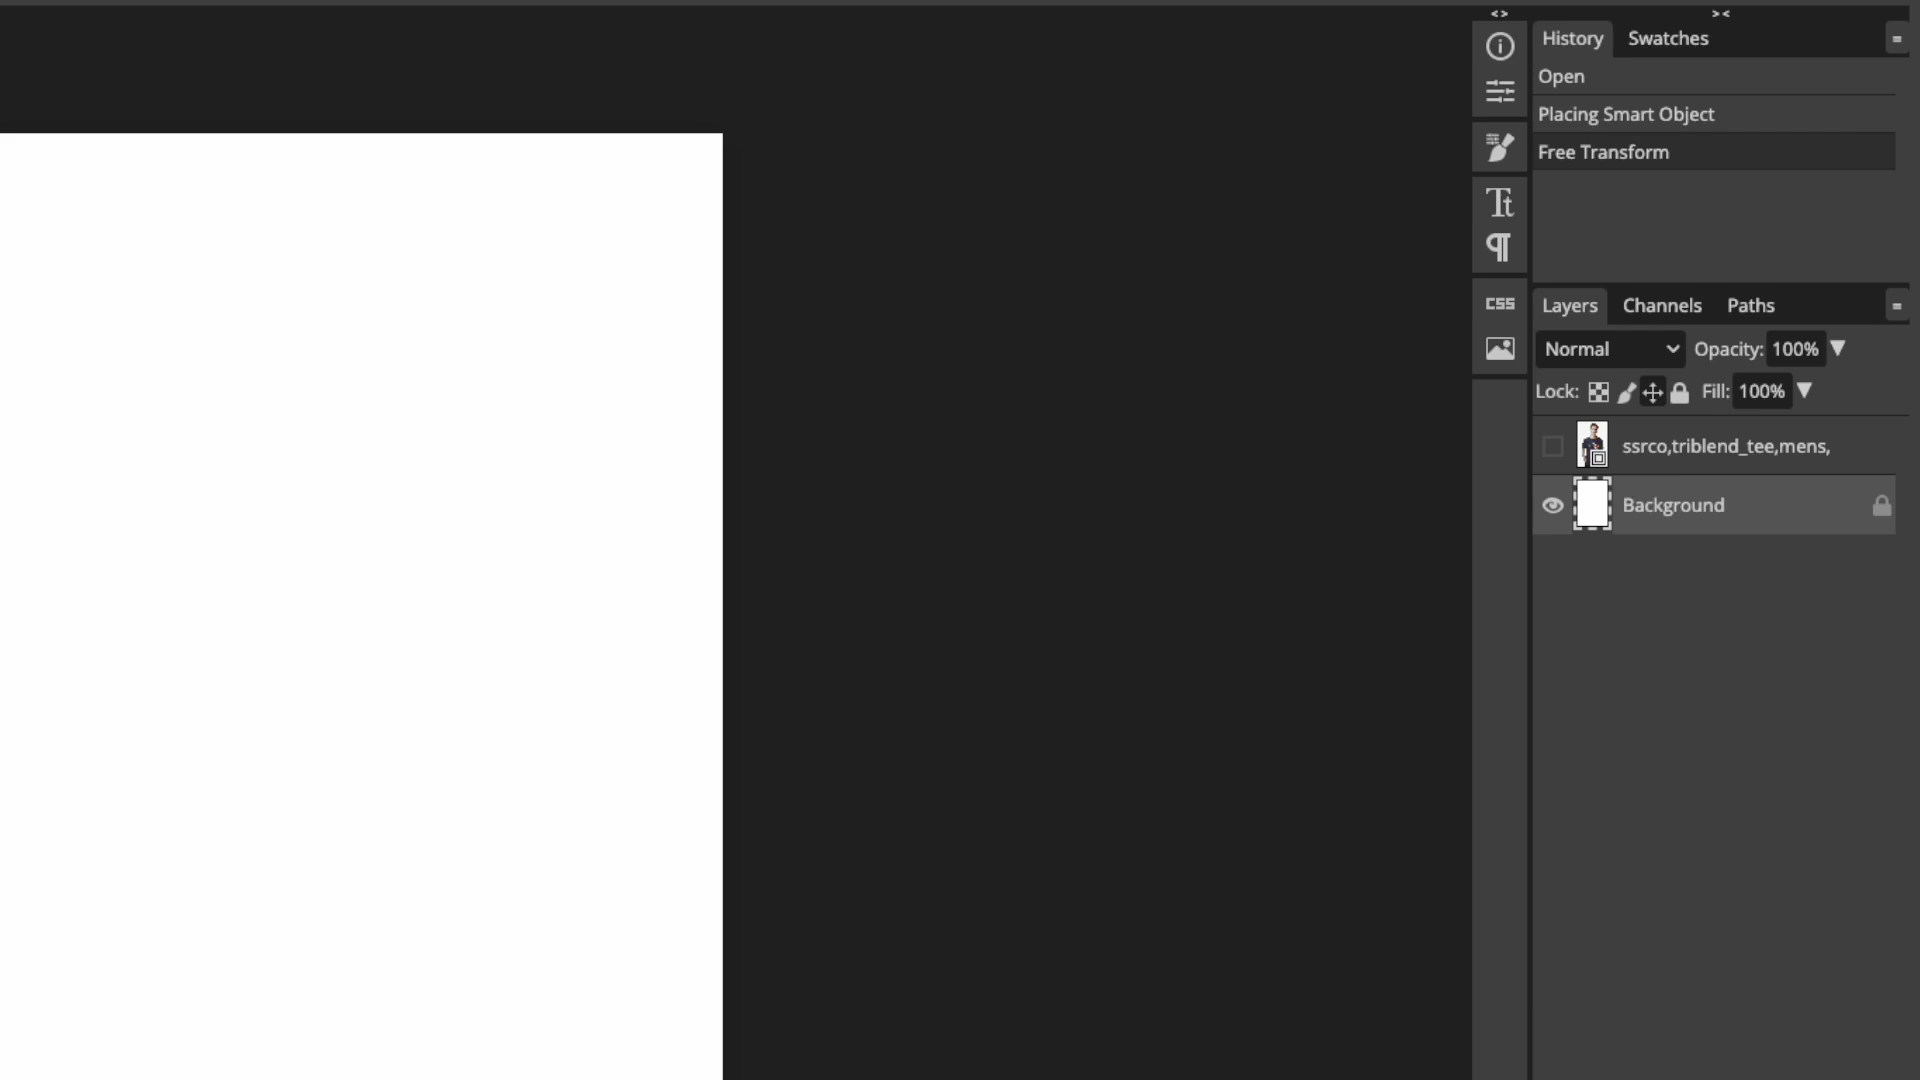 History Swatches
Open
Placing Smart Object
Free Transform
Tt
¶
CSS
Layers Channels Paths
Normal Opacity: 100%
Lock: Fill: 100%
ssrco,triblend_tee,mens,
Background